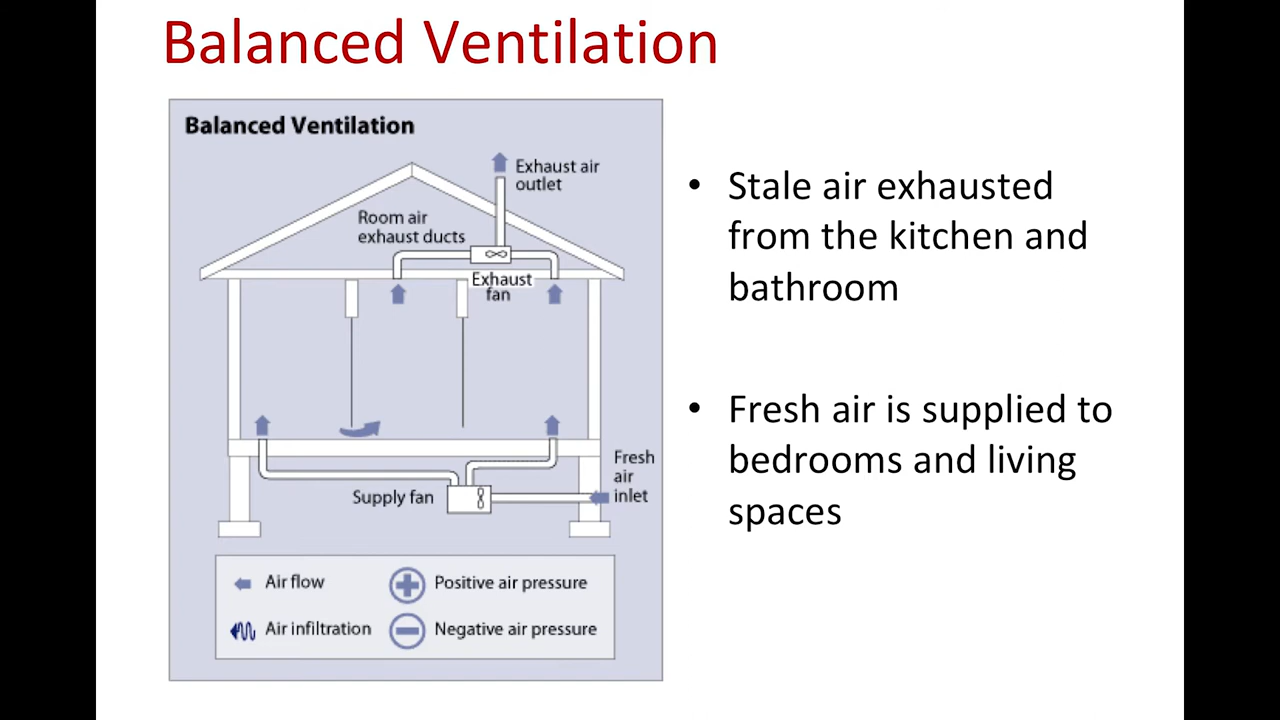 Balanced Ventilation
Balanced Ventilation
Exhaust air
outlet
Room air
exhaust ducts
Exhaust
fan
Fresh
air
inlet
Supply fan
Air flow
Positive air pressure
Air infiltration
Negative air pressure
• Stale air exhausted
from the kitchen and
bathroom
• Fresh air is supplied to
bedrooms and living
spaces